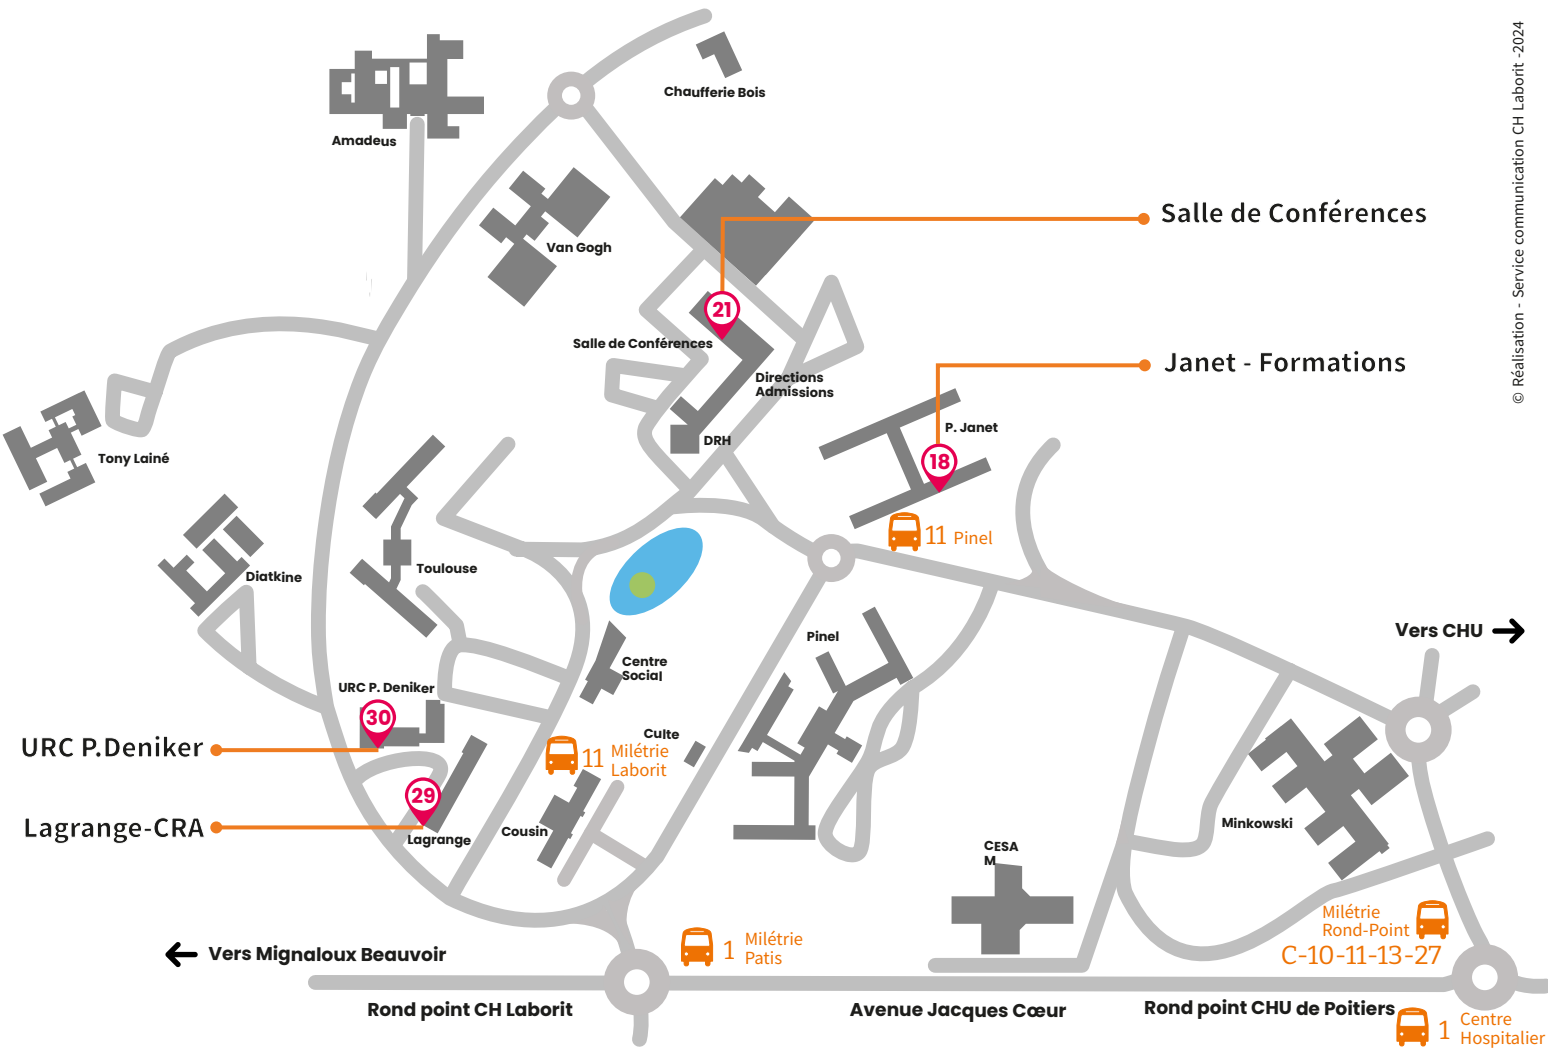 Chaufferie Bois
Amadeus
© Réalisation - Service communication CH Laborit -2024
Salle de Conférences
Van Gogh
21
Salle de Conférences
Janet - Formations
Directions
Admissions
P. Janet
DRH
Tony Lainé
18
11 Pinel
Toulouse
Diatkine
Vers CHU
Pinel
Centre
Social
URC P. Deniker
30
Culte
URC P.Deniker
11 Milétrie
Laborit
29
Lagrange-CRA
Cousin
Lagrange
Minkowski
CESA
M
Milétrie
Rond-Point
C-10-11-13-27
1 Milétrie
Patis
Vers Mignaloux Beauvoir
Rond point CH Laborit
Avenue Jacques Cœur
Rond point CHU de Poitiers
1 Centre
Hospitalier